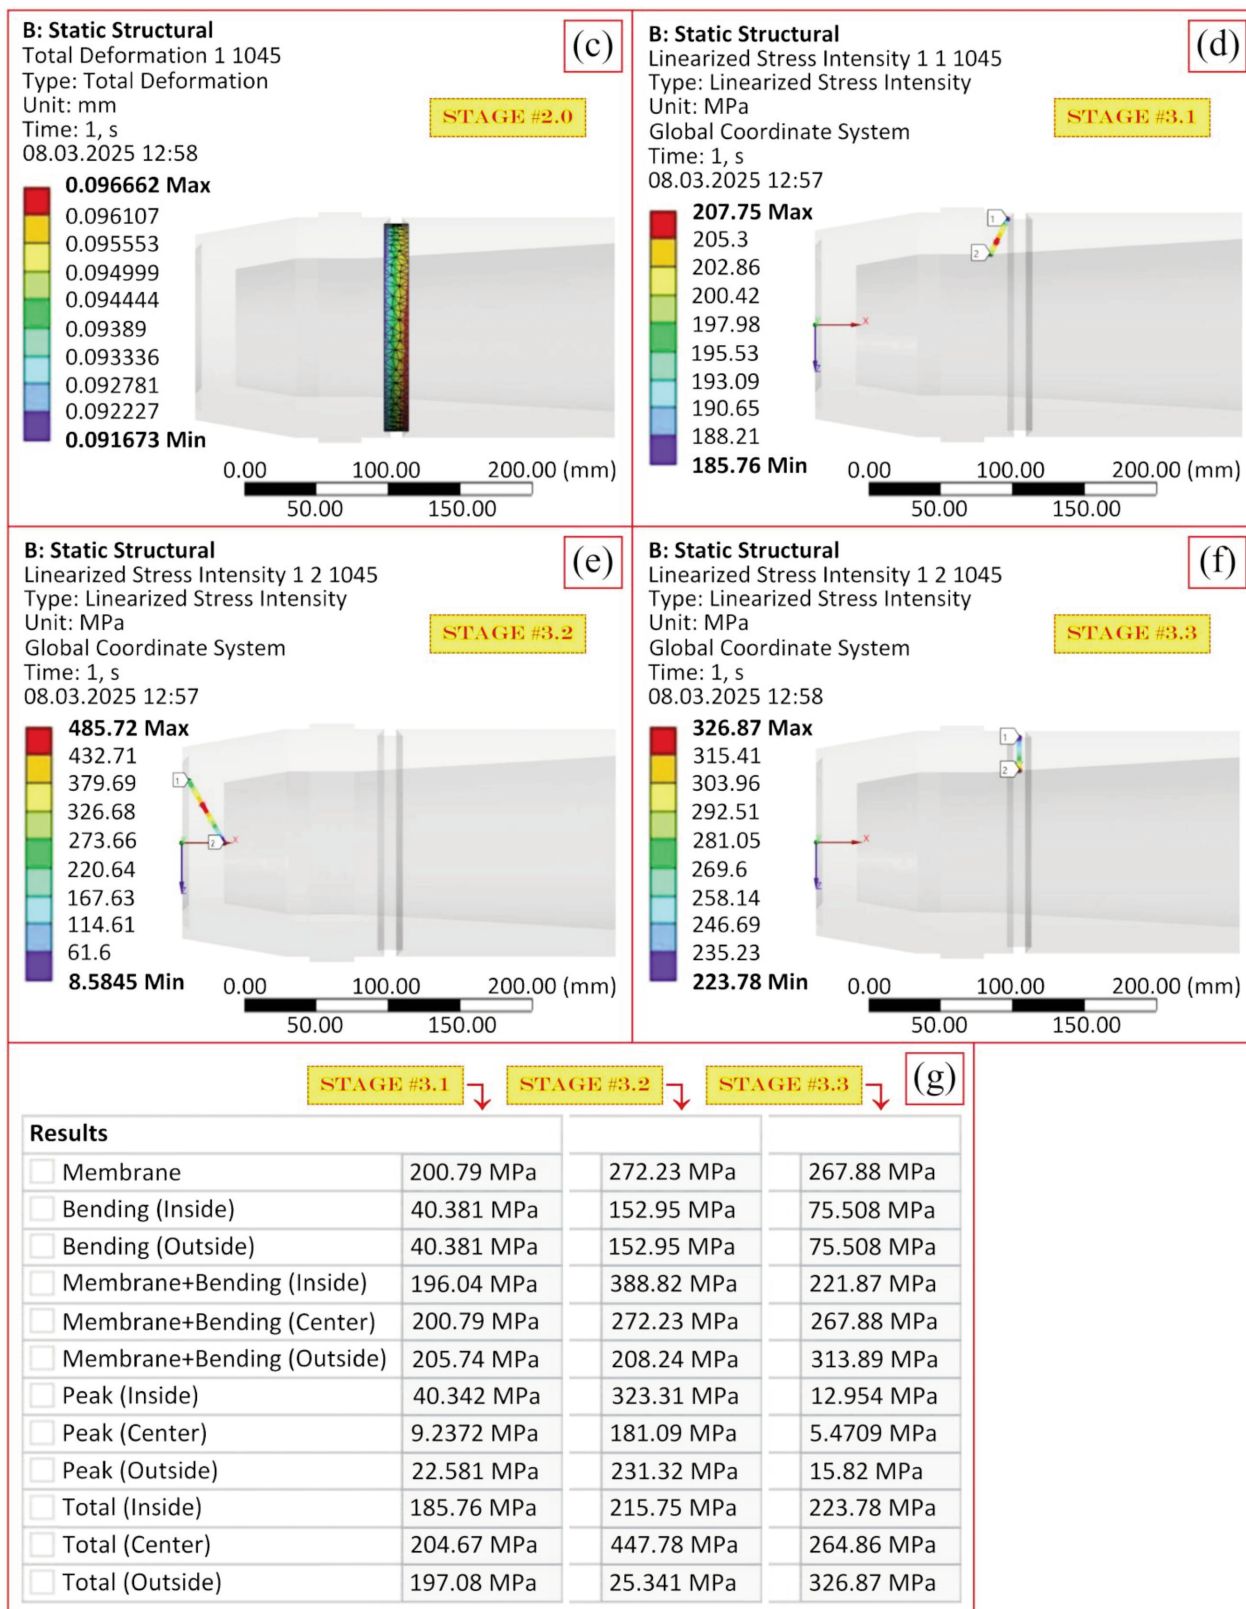 B: Static Structural
Total Deformation 1 1045
Type: Total Deformation
Unit: mm
Time: 1, s
08.03.2025 12:58
(c)
STAGE #2.0
0.096662 Max
0.096107
0.095553
0.094999
0.094444
0.09389
0.093336
0.092781
0.092227
0.091673 Min
0.00 100.00 200.00 (mm)
50.00 150.00
B: Static Structural
Linearized Stress Intensity 1 1 1045
Type: Linearized Stress Intensity
Unit: MPa
Global Coordinate System
Time: 1, s
08.03.2025 12:57
(d)
STAGE #3.1
207.75 Max
205.3
202.86
200.42
197.98
195.53
193.09
190.65
188.21
185.76 Min
1
2
X
Z
0.00 100.00 200.00 (mm)
50.00 150.00
B: Static Structural
Linearized Stress Intensity 1 2 1045
Type: Linearized Stress Intensity
Unit: MPa
Global Coordinate System
Time: 1, s
08.03.2025 12:57
(e)
STAGE #3.2
485.72 Max
432.71
379.69
326.68
273.66
220.64
167.63
114.61
61.6
8.5845 Min
1
2
X
Z
0.00 100.00 200.00 (mm)
50.00 150.00
B: Static Structural
Linearized Stress Intensity 1 2 1045
Type: Linearized Stress Intensity
Unit: MPa
Global Coordinate System
Time: 1, s
08.03.2025 12:58
(f)
STAGE #3.3
326.87 Max
315.41
303.96
292.51
281.05
269.6
258.14
246.69
235.23
223.78 Min
1
2
X
Z
0.00 100.00 200.00 (mm)
50.00 150.00
(g)
STAGE #3.1 STAGE #3.2 STAGE #3.3
Results
Membrane 200.79 MPa 272.23 MPa 267.88 MPa
Bending (Inside) 40.381 MPa 152.95 MPa 75.508 MPa
Bending (Outside) 40.381 MPa 152.95 MPa 75.508 MPa
Membrane+Bending (Inside) 196.04 MPa 388.82 MPa 221.87 MPa
Membrane+Bending (Center) 200.79 MPa 272.23 MPa 267.88 MPa
Membrane+Bending (Outside) 205.74 MPa 208.24 MPa 313.89 MPa
Peak (Inside) 40.342 MPa 323.31 MPa 12.954 MPa
Peak (Center) 9.2372 MPa 181.09 MPa 5.4709 MPa
Peak (Outside) 22.581 MPa 231.32 MPa 15.82 MPa
Total (Inside) 185.76 MPa 215.75 MPa 223.78 MPa
Total (Center) 204.67 MPa 447.78 MPa 264.86 MPa
Total (Outside) 197.08 MPa 25.341 MPa 326.87 MPa